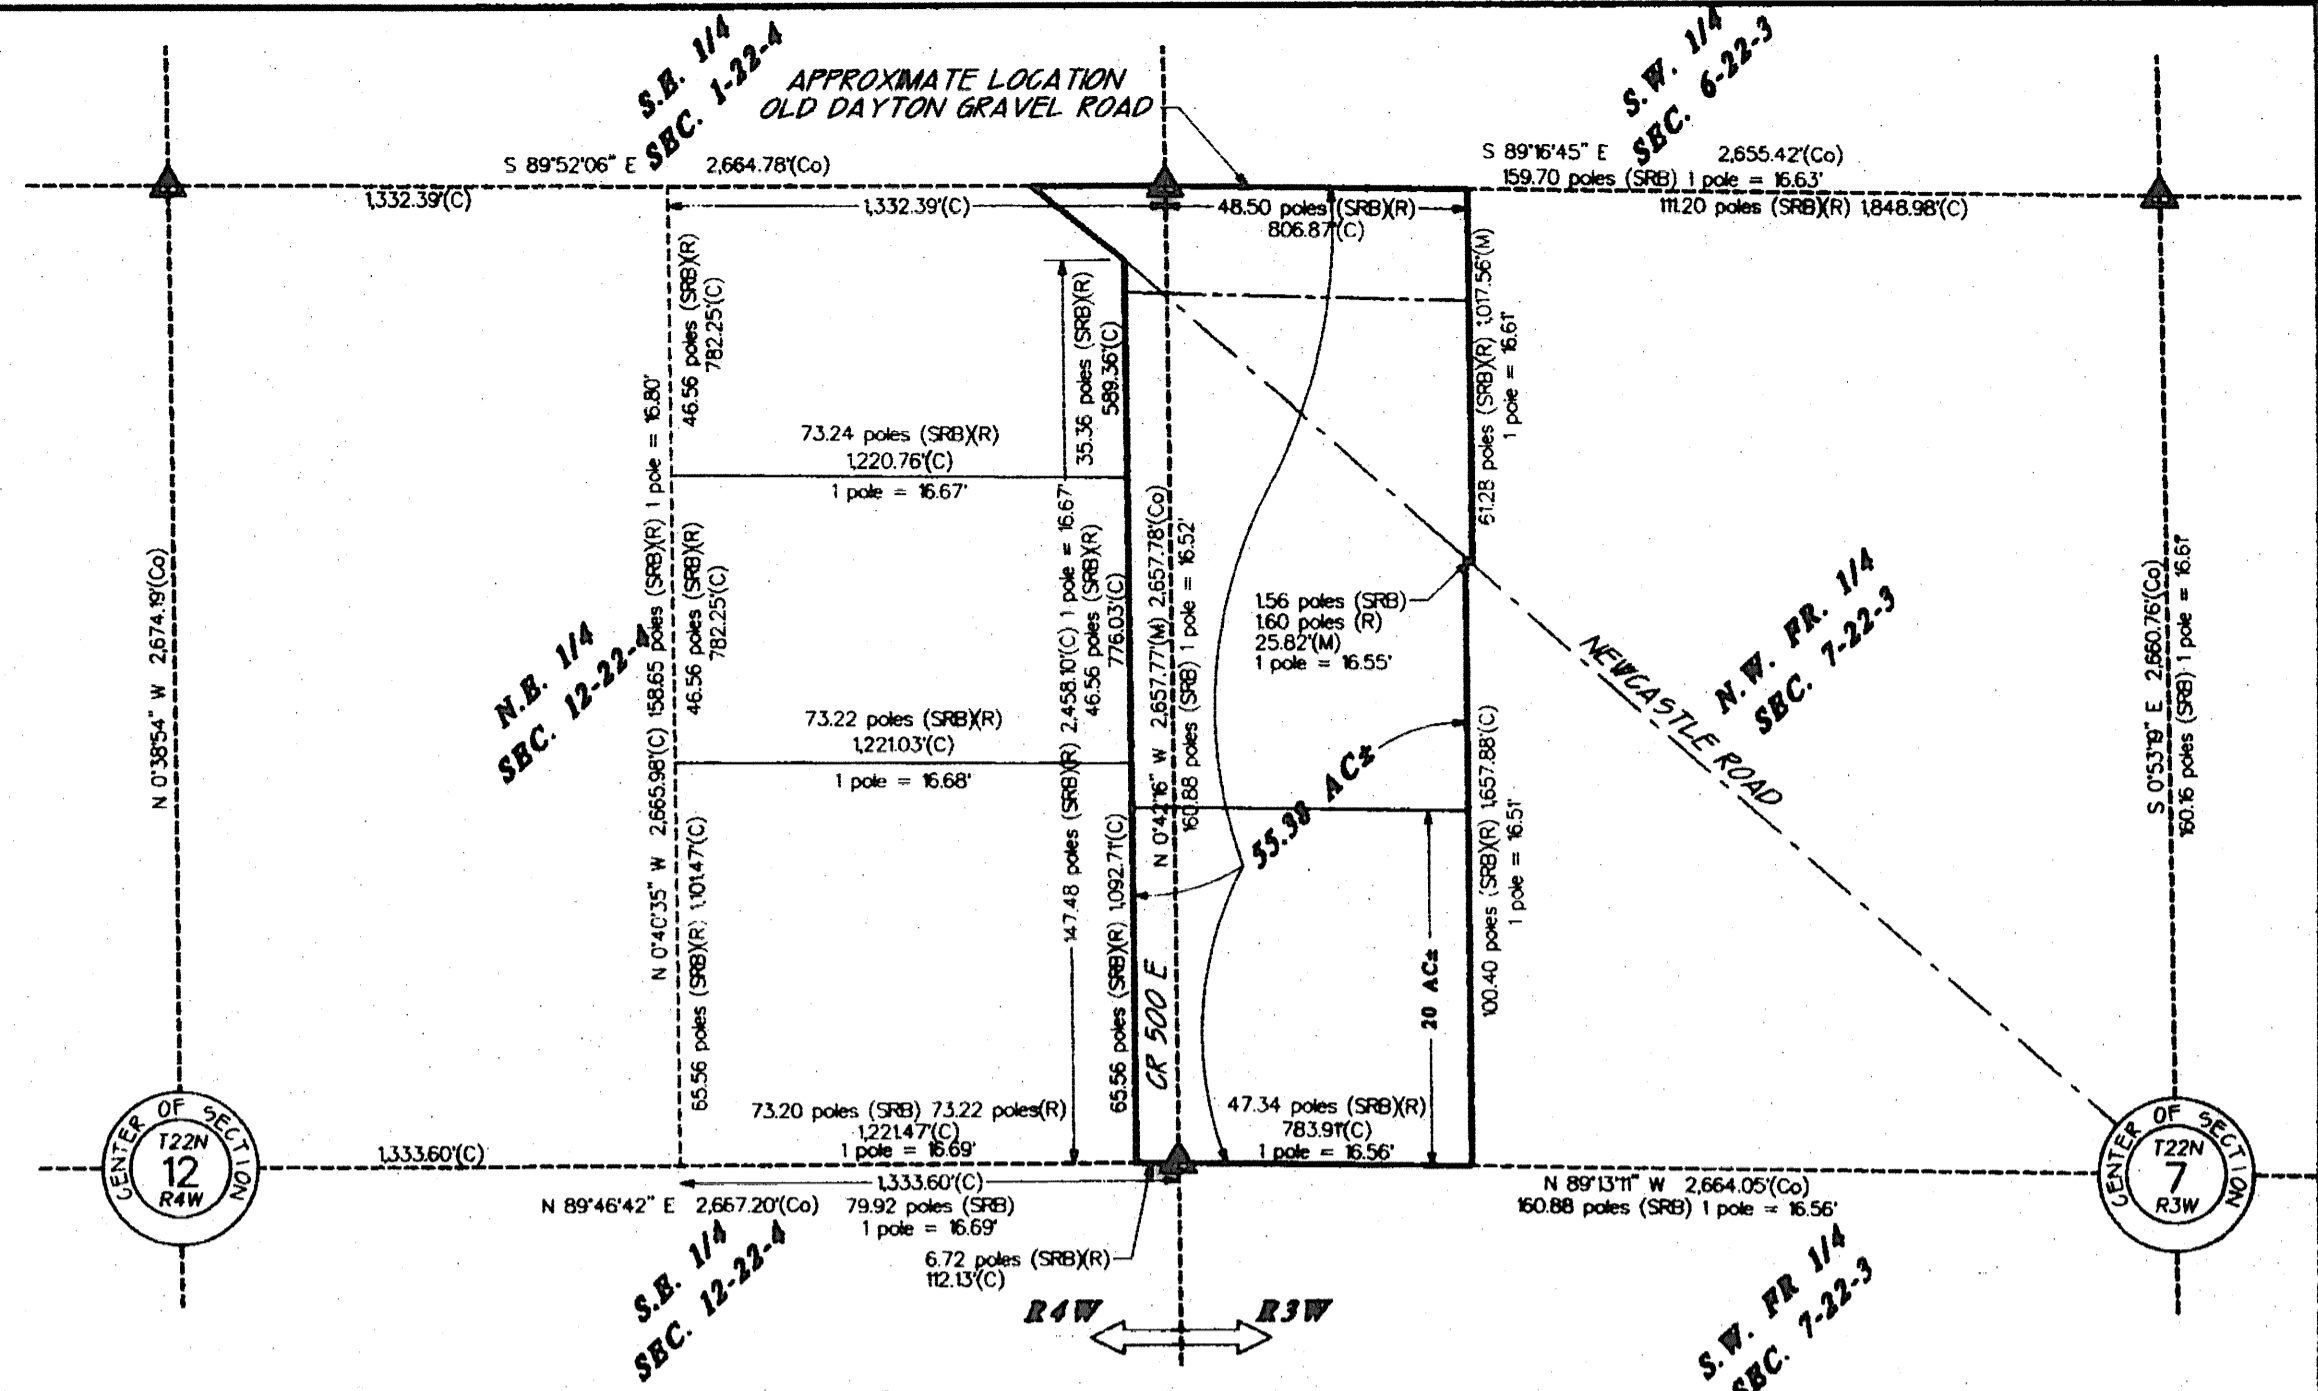 S.E. 1/4
SEC. 1-22-4
APPROXIMATE LOCATION
OLD DAYTON GRAVEL ROAD
S.W. 1/4
SEC. 6-22-3
S 89°52'06" E 2,664.78'(Co)
S 89°16'45" E 2,655.42'(Co)
159.70 poles (SRB) 1 pole = 16.63'
1,332.39'(C)
1,332.39'(C)
48.50 poles (SRB)(R)
806.87'(C)
111.20 poles (SRB)(R) 1,848.98'(C)
46.56 poles (SRB)(R)
782.25'(C)
35.36 poles (SRB)(R)
589.36'(C)
61.28 poles (SRB)(R) 1,017.56'(M)
1 pole = 16.61'
73.24 poles (SRB)(R)
1,220.76'(C)
1 pole = 16.67'
N 0°38'54" W 2,674.19'(Co)
N 0°40'35" W 2,665.98'(C) 158.65 poles (SRB)(R) 1 pole = 16.80'
46.56 poles (SRB)(R)
782.25'(C)
147.48 poles (SRB)(R) 2,458.10'(C) 1 pole = 16.67'
46.56 poles (SRB)(R)
776.03'(C)
N 0°42'16" W 2,657.77'(M) 2,657.78'(Co)
160.88 poles (SRB) 1 pole = 16.52'
1.56 poles (SRB)
1.60 poles (R)
25.82'(M)
1 pole = 16.55'
N.E. 1/4
SEC. 12-22-4
NEWCASTLE ROAD
N.W. FR. 1/4
SEC. 7-22-3
S 0°53'19" E 2,660.76'(Co)
160.16 poles (SRB) 1 pole = 16.61'
73.22 poles (SRB)(R)
1,221.03'(C)
1 pole = 16.68'
55.38 AC±
65.56 poles (SRB)(R) 1,101.47'(C)
65.56 poles (SRB)(R) 1,092.71'(C)
CR 500 E
20 AC±
100.40 poles (SRB)(R) 1,657.88'(C)
1 pole = 16.51'
73.20 poles (SRB) 73.22 poles(R)
1,221.47'(C)
1 pole = 16.69'
47.34 poles (SRB)(R)
783.91'(C)
1 pole = 16.56'
CENTER OF SECTION
T22N
12
R4W
1,333.60'(C)
1,333.60'(C)
N 89°46'42" E 2,667.20'(Co) 79.92 poles (SRB)
1 pole = 16.69'
N 89°13'11" W 2,664.05'(Co)
160.88 poles (SRB) 1 pole = 16.56'
CENTER OF SECTION
T22N
7
R3W
6.72 poles (SRB)(R)
112.13'(C)
S.E. 1/4
SEC. 12-22-4
R4W R3W
S.W. FR 1/4
SEC. 7-22-3